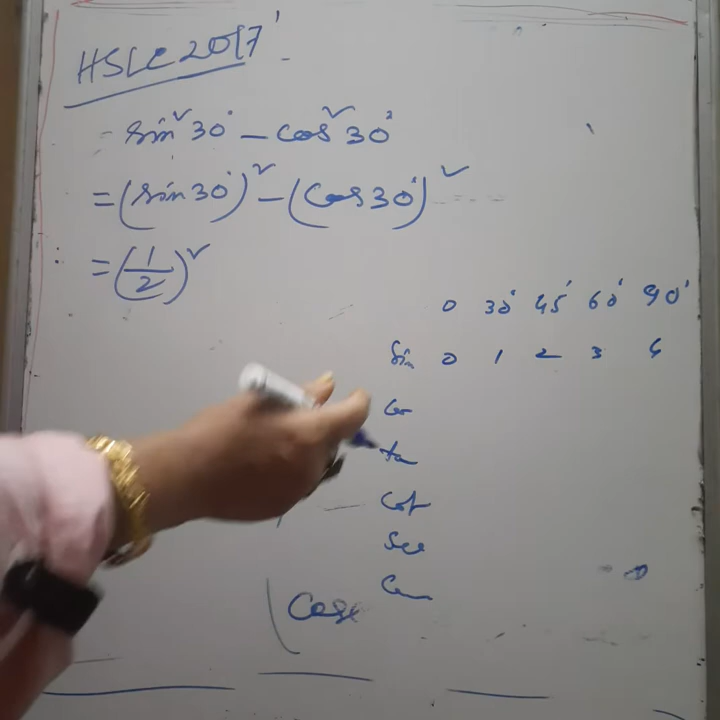 HSLC 2017
= sin² 30° - cos² 30°
= (sin 30°)² - (cos 30°)²
= (1/2)²
0 30° 45° 60° 90°
Sin 0 1 2 3 4
Cos
tan
Cot
Sec